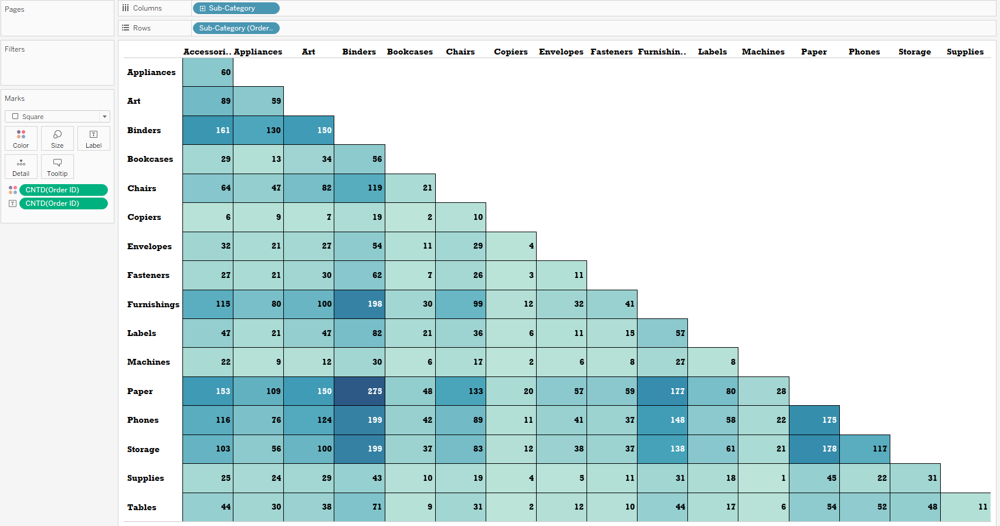 Pages
Columns
Sub-Category
Rows
Sub-Category (Order..
Filters
Marks
Square
Color
Size
Label
Detail
Tooltip
CNTD(Order ID)
CNTD(Order ID)
Accessori.. Appliances Art Binders Bookcases Chairs Copiers Envelopes Fasteners Furnishin.. Labels Machines Paper Phones Storage Supplies
Appliances 60
Art 89 59
Binders 161 130 150
Bookcases 29 13 34 56
Chairs 64 47 82 119 21
Copiers 6 9 7 19 2 10
Envelopes 32 21 27 54 11 29 4
Fasteners 27 21 30 62 7 26 3 11
Furnishings 115 80 100 198 30 99 12 32 41
Labels 47 21 47 82 21 36 6 11 15 57
Machines 22 9 12 30 6 17 2 6 8 27 8
Paper 153 109 150 275 48 133 20 57 59 177 80 28
Phones 116 76 124 199 42 89 11 41 37 148 58 22 175
Storage 103 56 100 199 37 83 12 38 37 138 61 21 178 117
Supplies 25 24 29 43 10 19 4 5 11 31 18 1 45 22 31
Tables 44 30 38 71 9 31 2 12 10 44 17 6 54 52 48 11